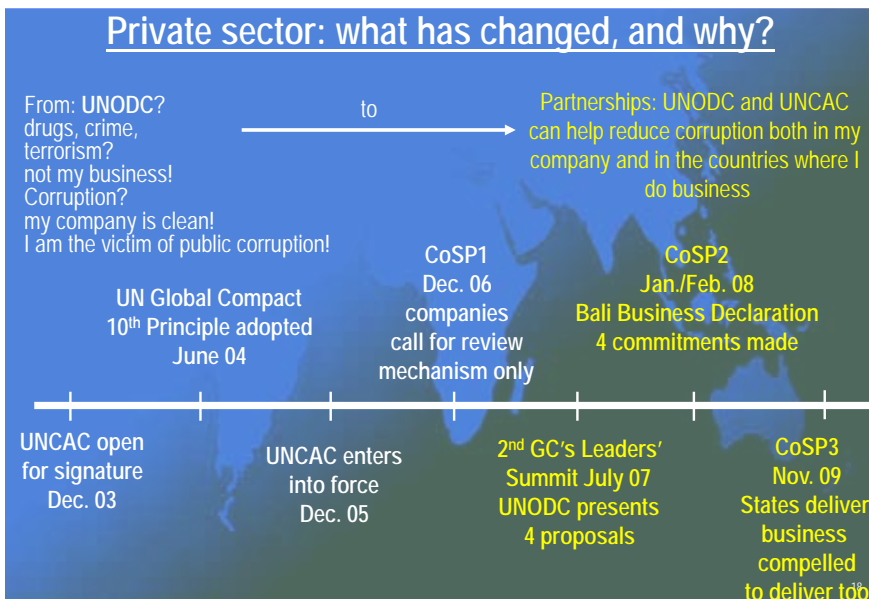 Private sector: what has changed, and why?
From: UNODC?
drugs, crime,
terrorism?
not my business!
Corruption?
my company is clean!
I am the victim of public corruption!
to
Partnerships: UNODC and UNCAC
can help reduce corruption both in my
company and in the countries where I
do business
UN Global Compact
10th Principle adopted
June 04
CoSP1
Dec. 06
companies
call for review
mechanism only
CoSP2
Jan./Feb. 08
Bali Business Declaration
4 commitments made
UNCAC open
for signature
Dec. 03
UNCAC enters
into force
Dec. 05
2nd GC's Leaders'
Summit July 07
UNODC presents
4 proposals
CoSP3
Nov. 09
States deliver
business
compelled
to deliver too
18